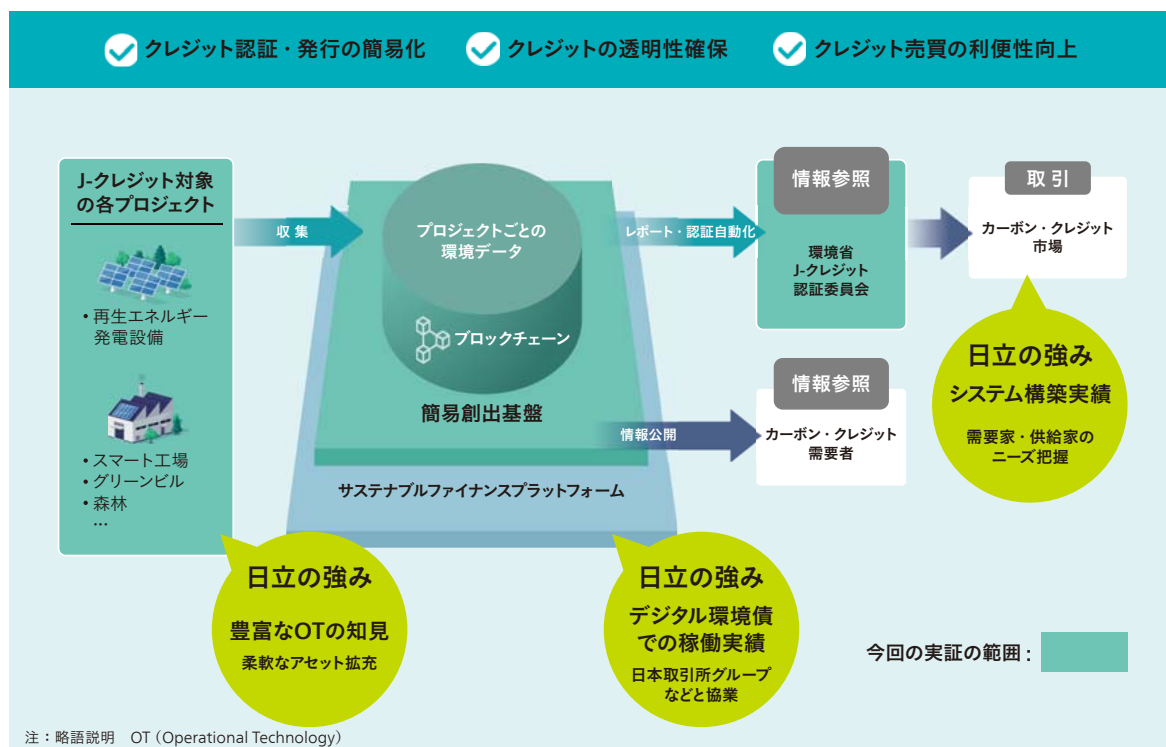 クレジット認証・発行の簡易化
クレジットの透明性確保
クレジット売買の利便性向上
J-クレジット対象
の各プロジェクト
• 再生エネルギー
発電設備
• スマート工場
• グリーンビル
• 森林
…
収集
プロジェクトごとの
環境データ
ブロックチェーン
簡易創出基盤
サステナブルファイナンスプラットフォーム
レポート・認証自動化
情報参照
環境省
J-クレジット
認証委員会
取引
カーボン・クレジット
市場
情報公開
情報参照
カーボン・クレジット
需要者
日立の強み
システム構築実績
需要家・供給家の
ニーズ把握
日立の強み
豊富なOTの知見
柔軟なアセット拡充
日立の強み
デジタル環境債
での稼働実績
日本取引所グループ
などと協業
今回の実証の範囲 :
注：略語説明　OT（Operational Technology）